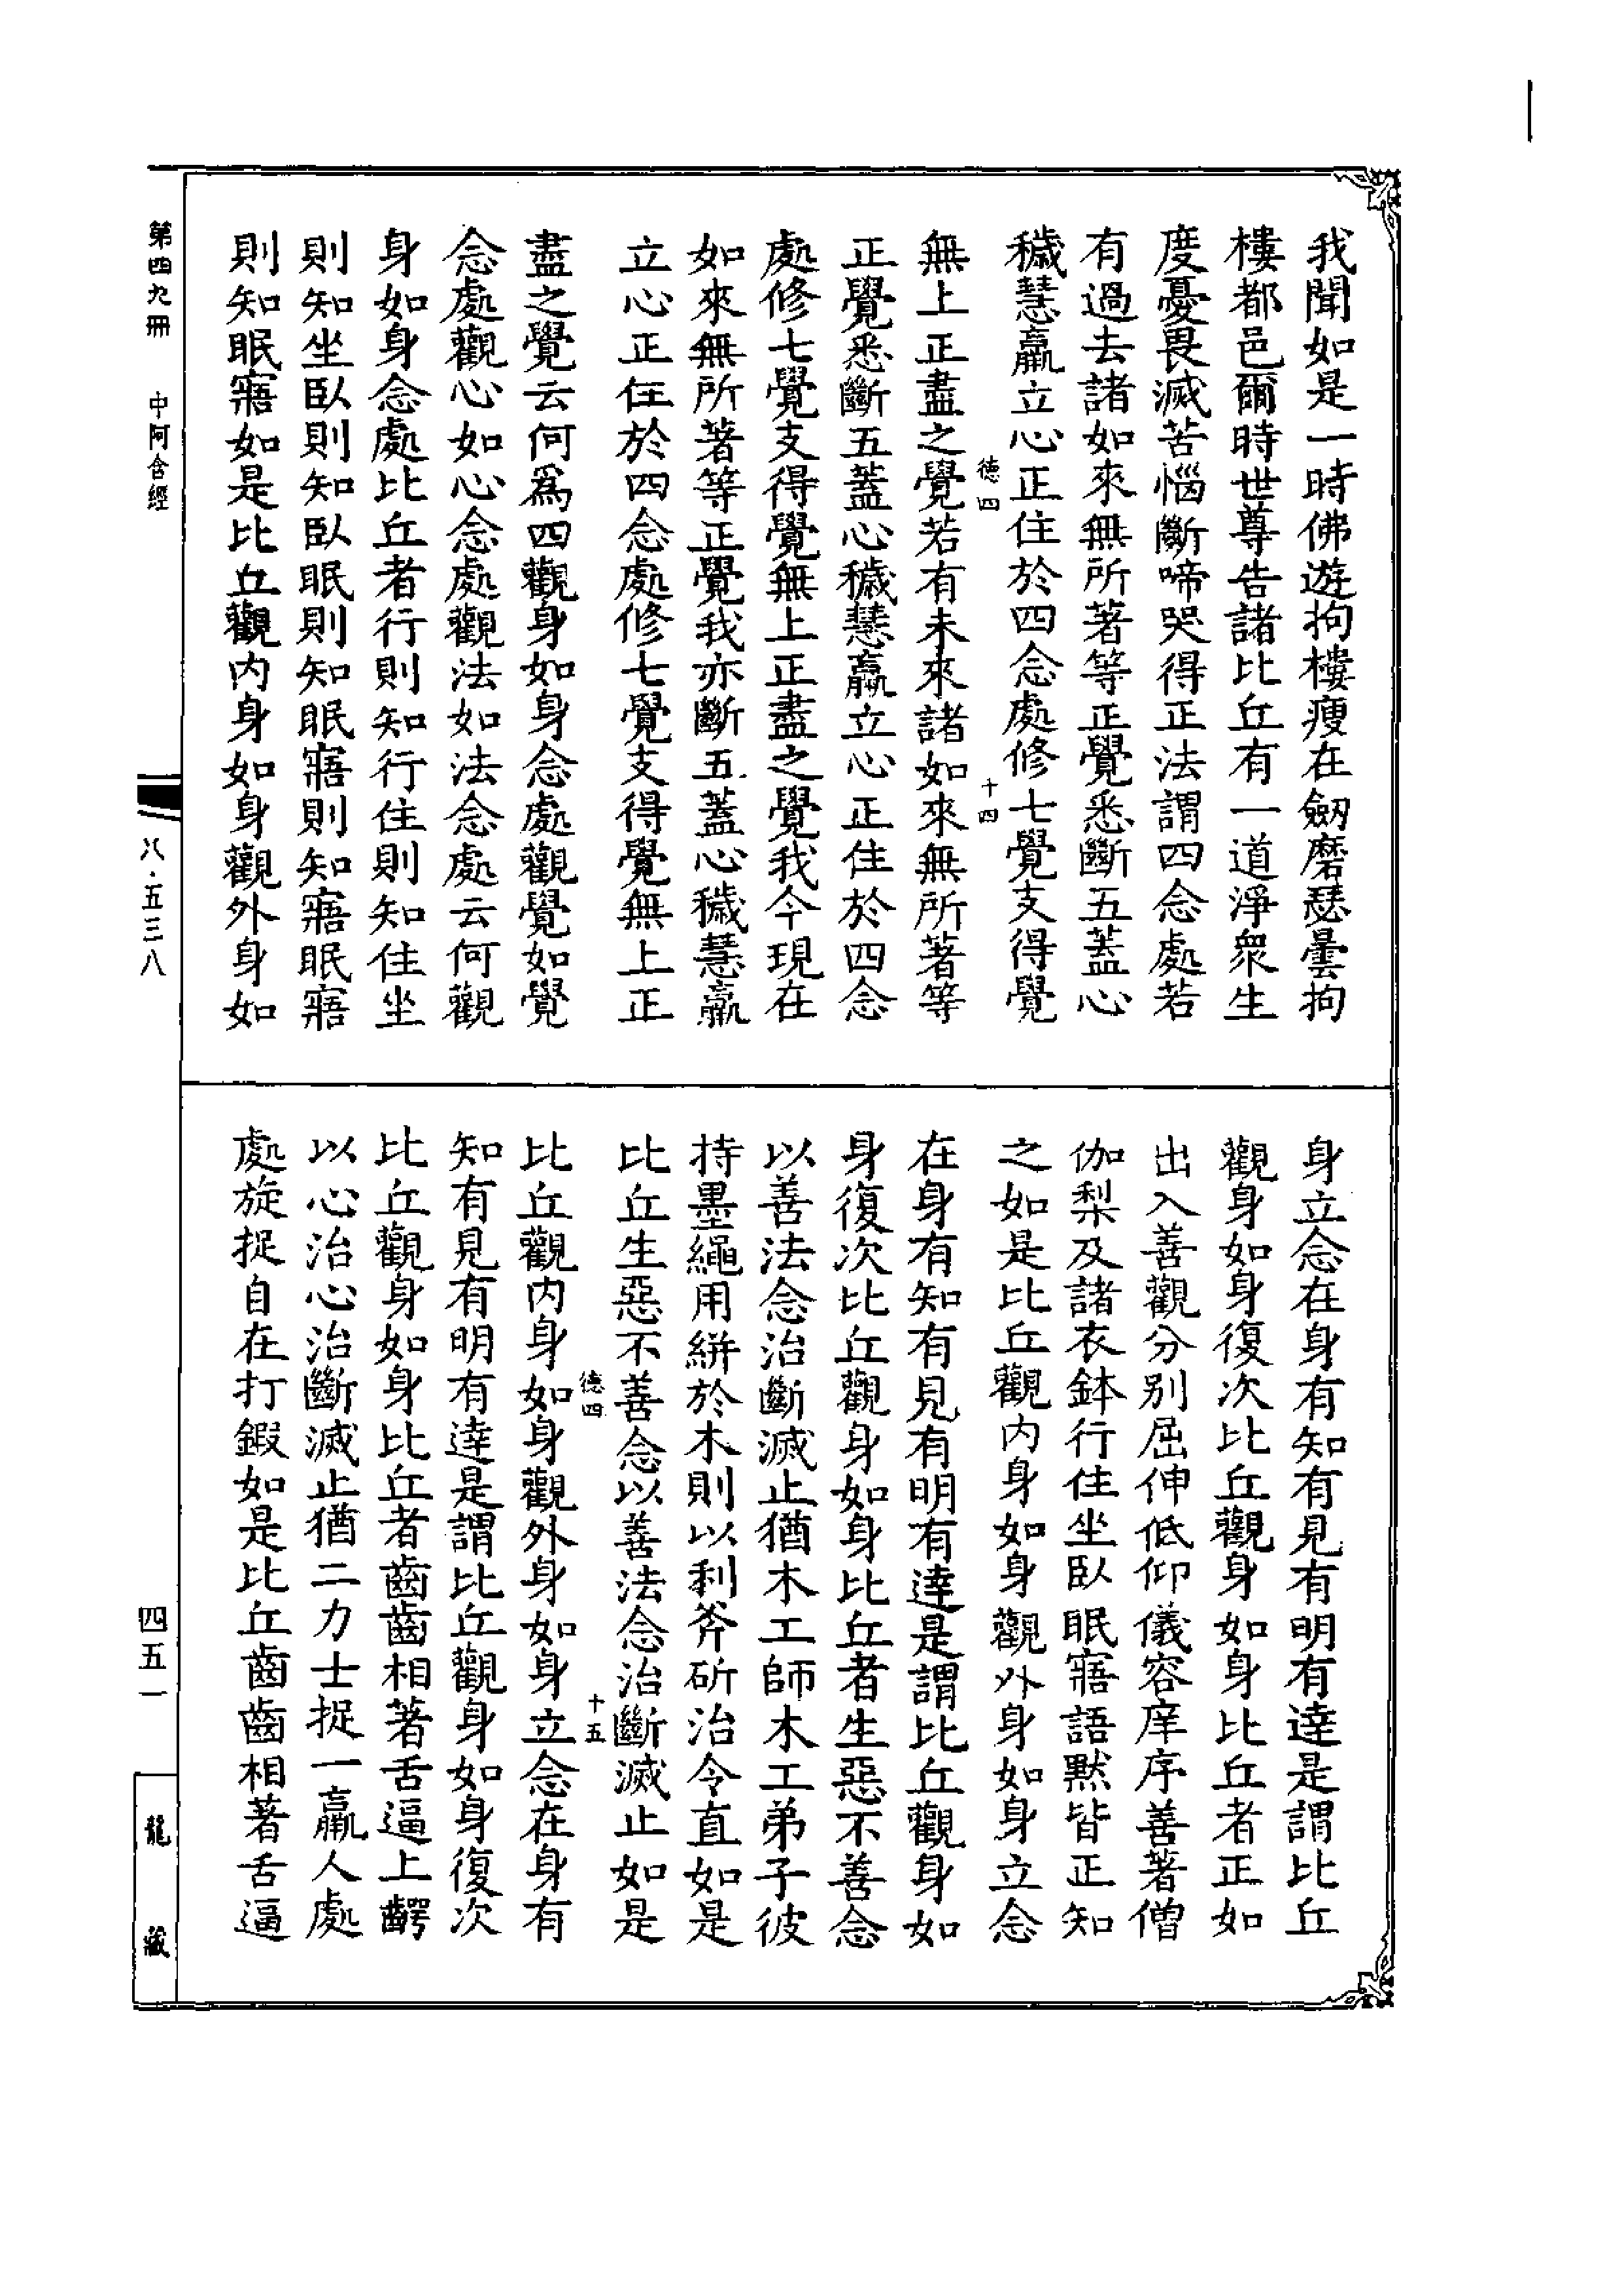 我聞如是一時佛遊拘樓瘦在劒磨瑟曇拘
樓都邑爾時世尊告諸比丘有一道淨衆生
度憂畏滅苦惱斷啼哭得正法謂四念處若
有過去諸如來無所著等正覺悉斷五蓋心
穢慧羸立心正住於四念處修七覺支得覺
德四 十四
無上正盡之覺若有未來諸如來無所著等
正覺悉斷五蓋心穢慧羸立心正住於四念
處修七覺支得覺無上正盡之覺我今現在
如來無所著等正覺我亦斷五蓋心穢慧羸
立心正住於四念處修七覺支得覺無上正
盡之覺云何爲四觀身如身念處觀覺如覺
念處觀心如心念處觀法如法念處云何觀
身如身念處比丘者行則知行住則知住坐
則知坐臥則知臥眠則知眠寤則知寤眠寤
則知眠寤如是比丘觀内身如身觀外身如
身立念在身有知有見有明有達是謂比丘
觀身如身復次比丘觀身如身比丘者正知
出入善觀分别屈伸低仰儀容庠序善著僧
伽梨及諸衣鉢行住坐臥眠寤語默皆正知
之如是比丘觀内身如身觀外身如身立念
在身有知有見有明有達是謂比丘觀身如
身復次比丘觀身如身比丘者生惡不善念
以善法念治斷滅止猶木工師木工弟子彼
持墨繩用絣於木則以利斧斫治令直如是
比丘生惡不善念以善法念治斷滅止如是
德四 十五
比丘觀内身如身觀外身如身立念在身有
知有見有明有達是謂比丘觀身如身復次
比丘觀身如身比丘者齒齒相著舌逼上齶
以心治心治斷滅止猶二力士捉一羸人處
處旋捉自在打鍛如是比丘齒齒相著舌逼
第四九冊 中阿含經
八·五三八
四五一
龍藏